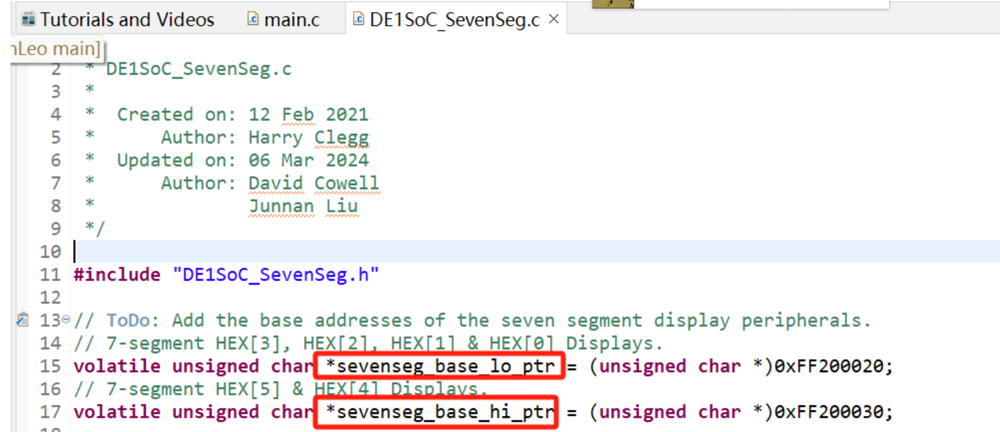 Tutorials and Videos main.c DE1SoC_SevenSeg.c ×
nLeo main]
2 * DE1SoC_SevenSeg.c
3 *
4 * Created on: 12 Feb 2021
5 * Author: Harry Clegg
6 * Updated on: 06 Mar 2024
7 * Author: David Cowell
8 * Junnan Liu
9 */
10
11 #include "DE1SoC_SevenSeg.h"
12
13 // ToDo: Add the base addresses of the seven segment display peripherals.
14 // 7-segment HEX[3], HEX[2], HEX[1] & HEX[0] Displays.
15 volatile unsigned char *sevenseg_base_lo_ptr = (unsigned char *)0xFF200020;
16 // 7-segment HEX[5] & HEX[4] Displays.
17 volatile unsigned char *sevenseg_base_hi_ptr = (unsigned char *)0xFF200030;